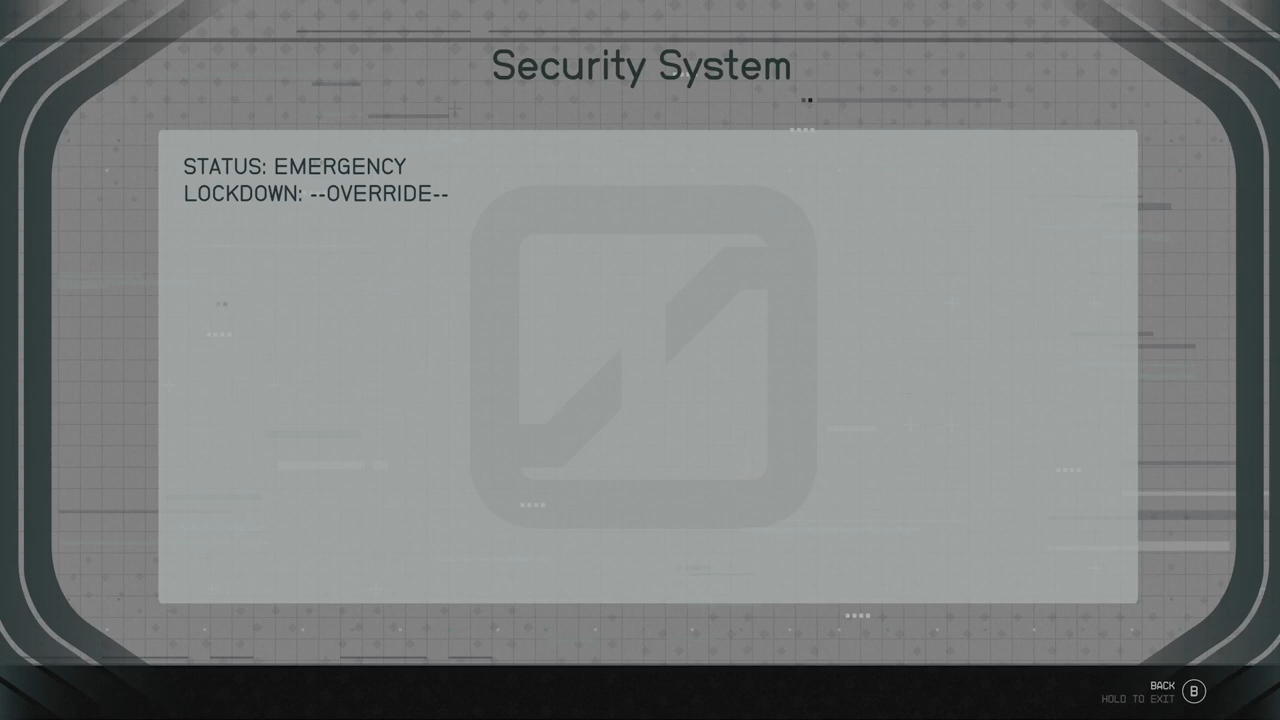 Security System
STATUS: EMERGENCY
LOCKDOWN: --OVERRIDE--
BACK
HOLD TO EXIT
B